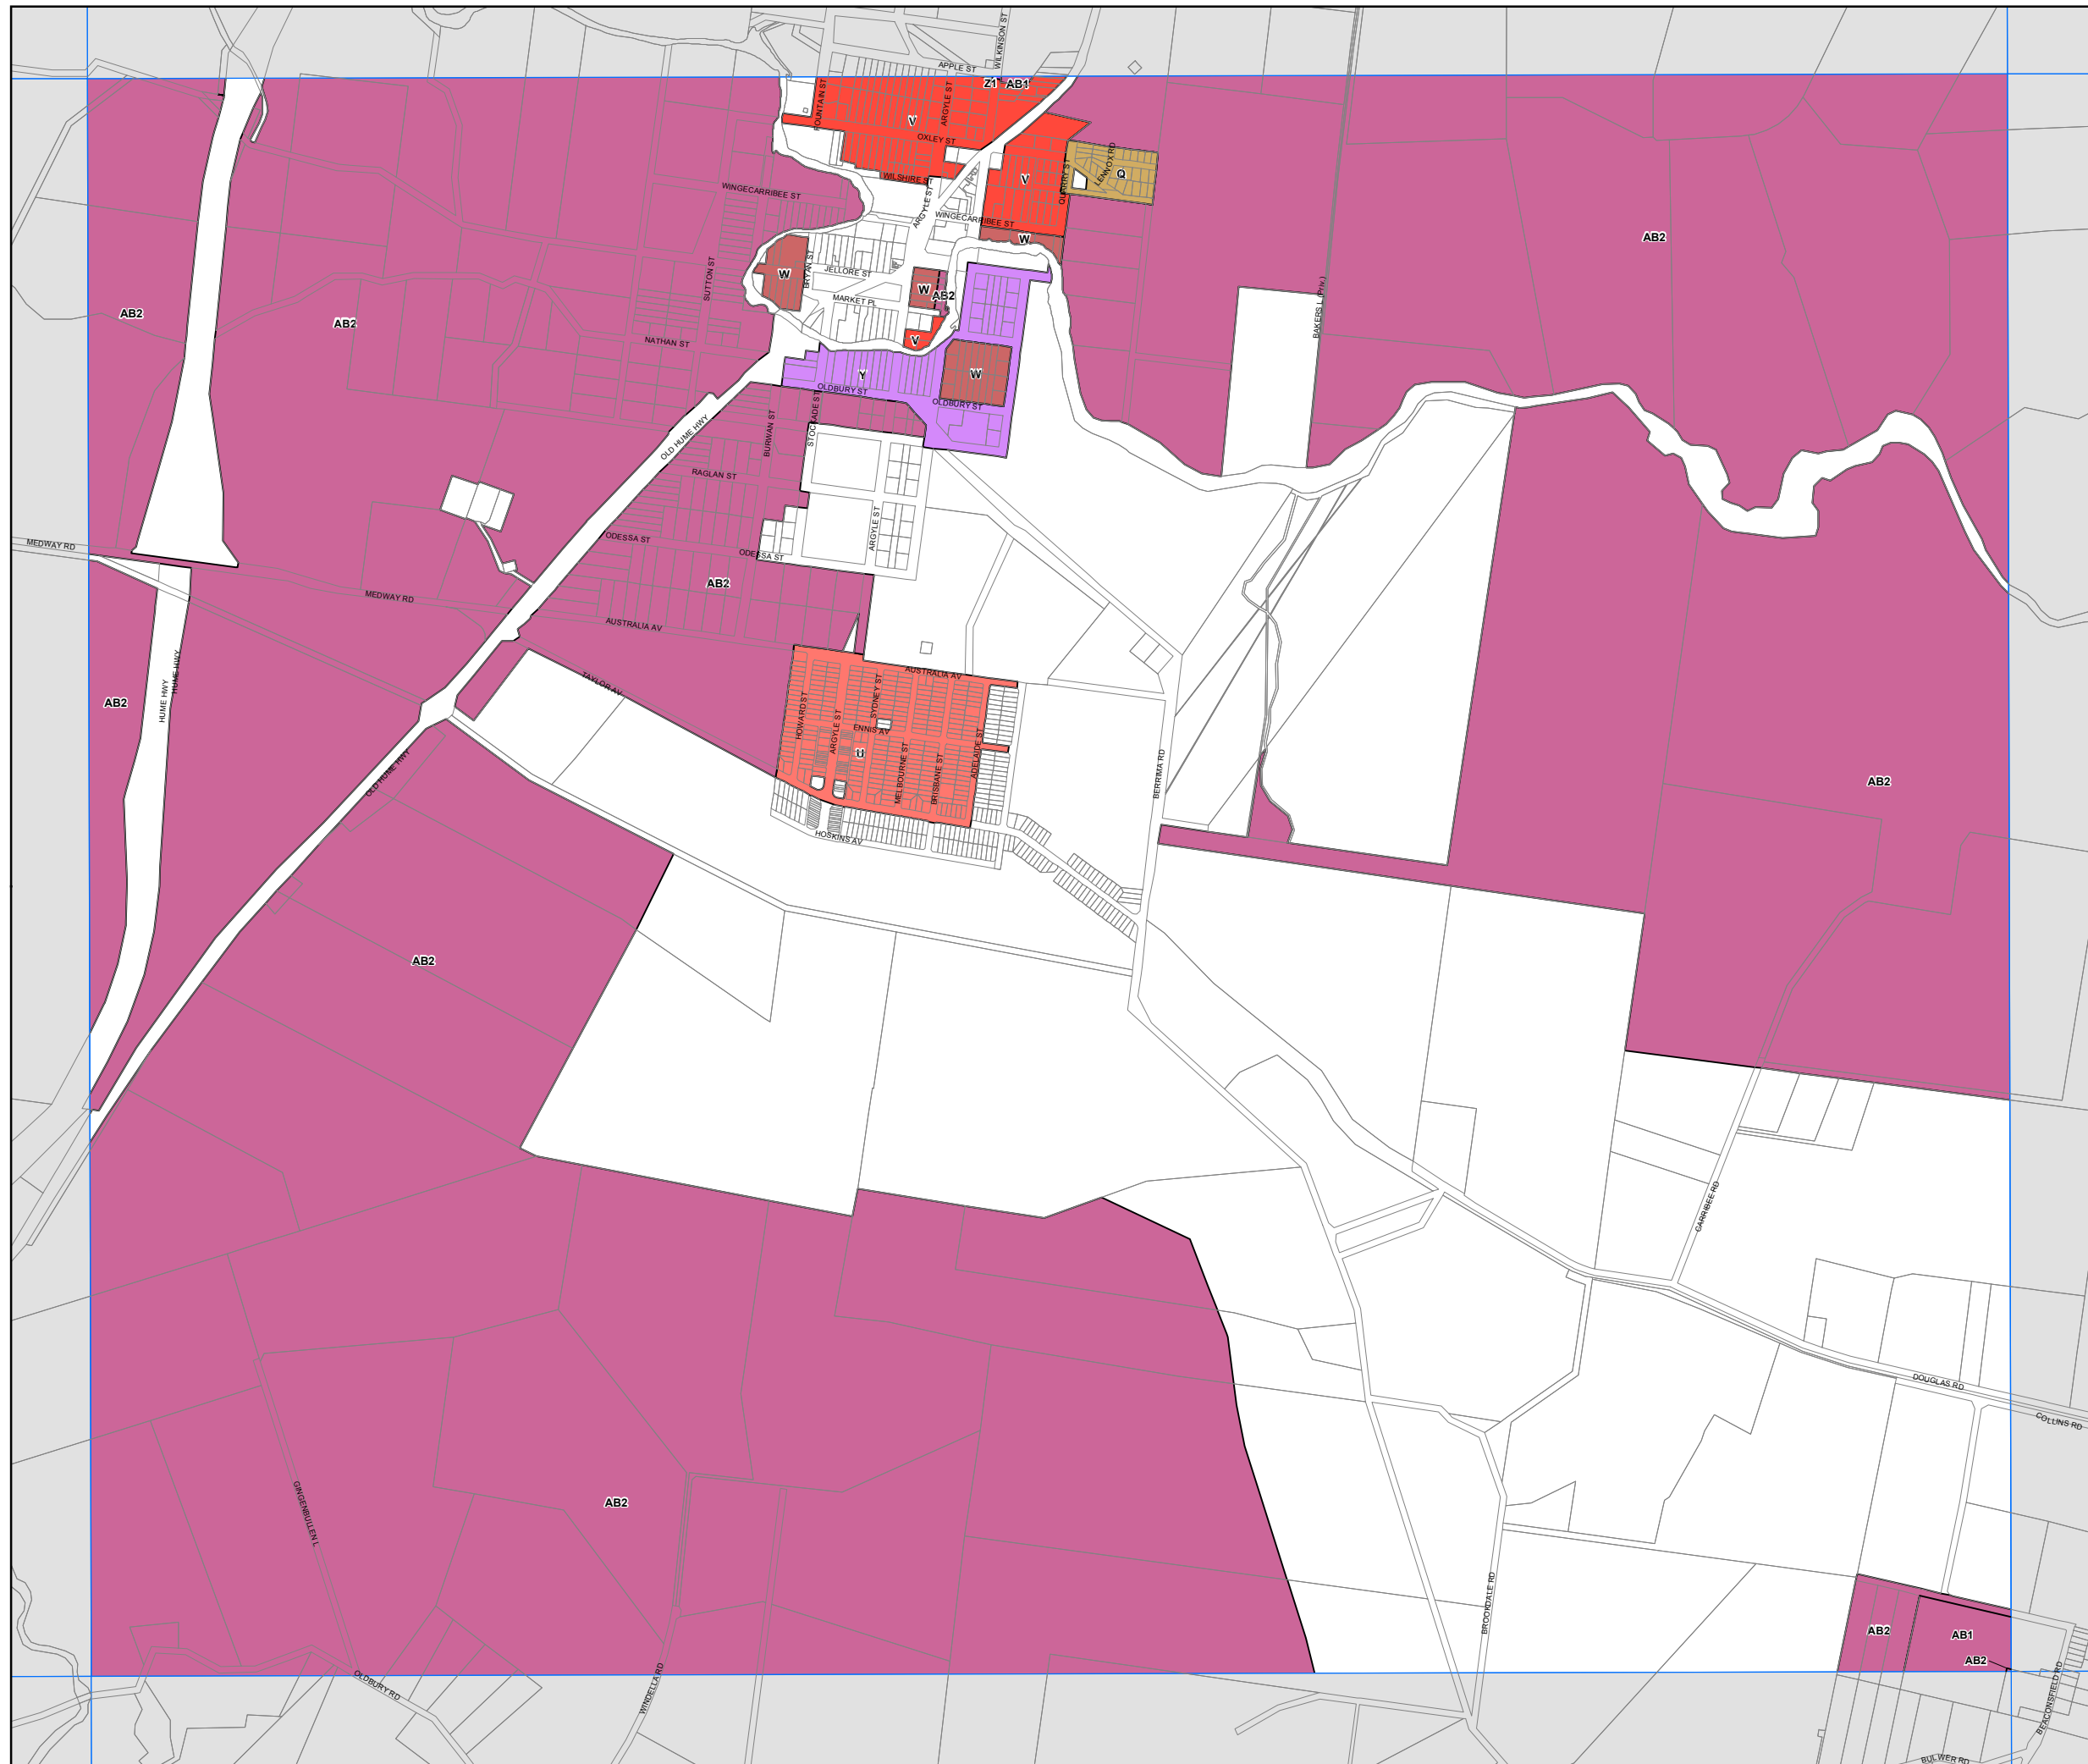 WILKINSON ST
APPLE ST
Z1
AB1
FOUNTAIN ST
ARGYLE ST
V
OXLEY ST
LENNOX RD
Q
QUARRY ST
WILSHIRE ST
V
WINGECARRIBEE ST
ARGYLE ST
WINGECARRIBEE ST
W
AB2
SUTTON ST
W
BRYAN ST
JELLORE ST
W
AB2
MARKET PL
BAKERS L (Priv.)
AB2
AB2
NATHAN ST
V
Y
W
OLDBURY ST
OLDBURY ST
STOCKADE ST
BURWAN ST
OLD HUME HWY
RAGLAN ST
ARGYLE ST
ODESSA ST
ODESSA ST
MEDWAY RD
AB2
MEDWAY RD
AUSTRALIA AV
AUSTRALIA AV
TAYLOR AV
HUME HWY
HUME HWY
AB2
HOWARD ST
ARGYLE ST
SYDNEY ST
ENNIS AV
U
MELBOURNE ST
BRISBANE ST
ADELAIDE ST
BERRIMA RD
OLD HUME HWY
AB2
HOSKINS AV
AB2
CARRIBEE RD
DOUGLAS RD
COLLINS RD
GINGENBULLEN L
AB2
BROOKDALE RD
AB2
AB1
AB2
OLDBURY RD
WINDELLA RD
BEACONSFIELD RD
BULWER RD